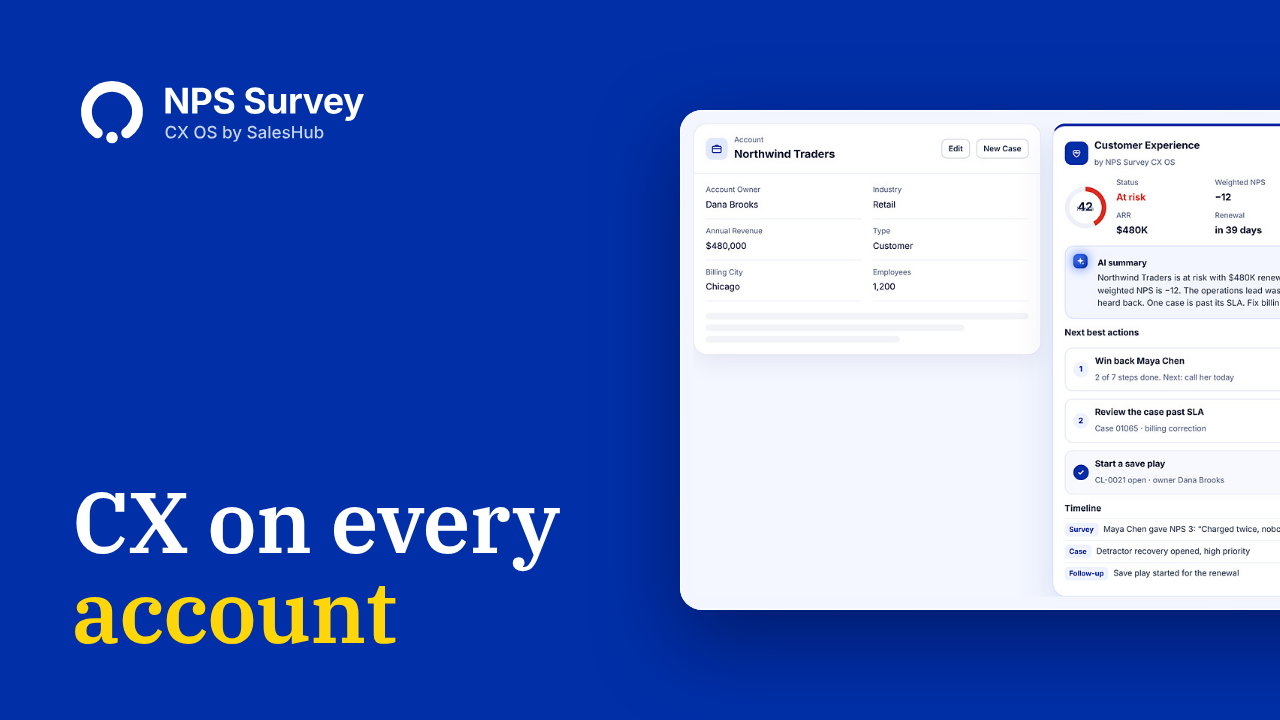 NPS Survey
CX OS by SalesHub
CX on every
account
Account
Northwind Traders
Edit
New Case
Account Owner
Dana Brooks
Industry
Retail
Annual Revenue
$480,000
Type
Customer
Billing City
Chicago
Employees
1,200
Customer Experience
by NPS Survey CX OS
42
Status
At risk
Weighted NPS
−12
ARR
$480K
Renewal
in 39 days
AI summary
Northwind Traders is at risk with $480K renew
weighted NPS is −12. The operations lead was
heard back. One case is past its SLA. Fix billin
Next best actions
1
Win back Maya Chen
2 of 7 steps done. Next: call her today
2
Review the case past SLA
Case 01065 · billing correction
Start a save play
CL-0021 open · owner Dana Brooks
Timeline
Survey Maya Chen gave NPS 3: “Charged twice, nobo
Case Detractor recovery opened, high priority
Follow-up Save play started for the renewal